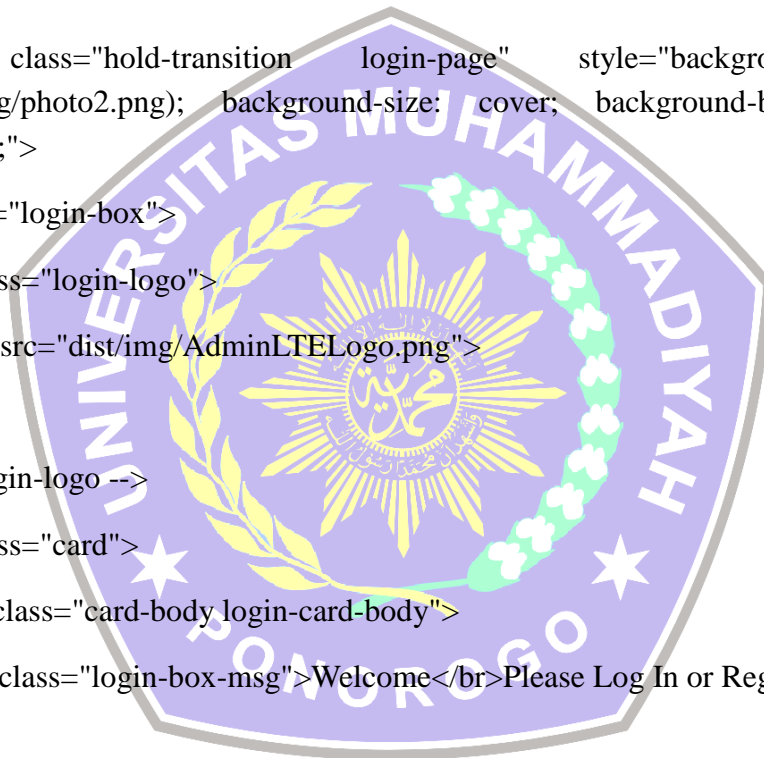 class="hold-transition login-page" style="backgro
g/photo2.png); background-size: cover; background-b
;">
="login-box">
ss="login-logo">
src="dist/img/AdminLTELogo.png">
gin-logo -->
ss="card">
class="card-body login-card-body">
class="login-box-msg">Welcome</br>Please Log In or Reg
UNIVERSITAS MUHAMMADIYAH
PONOROGO